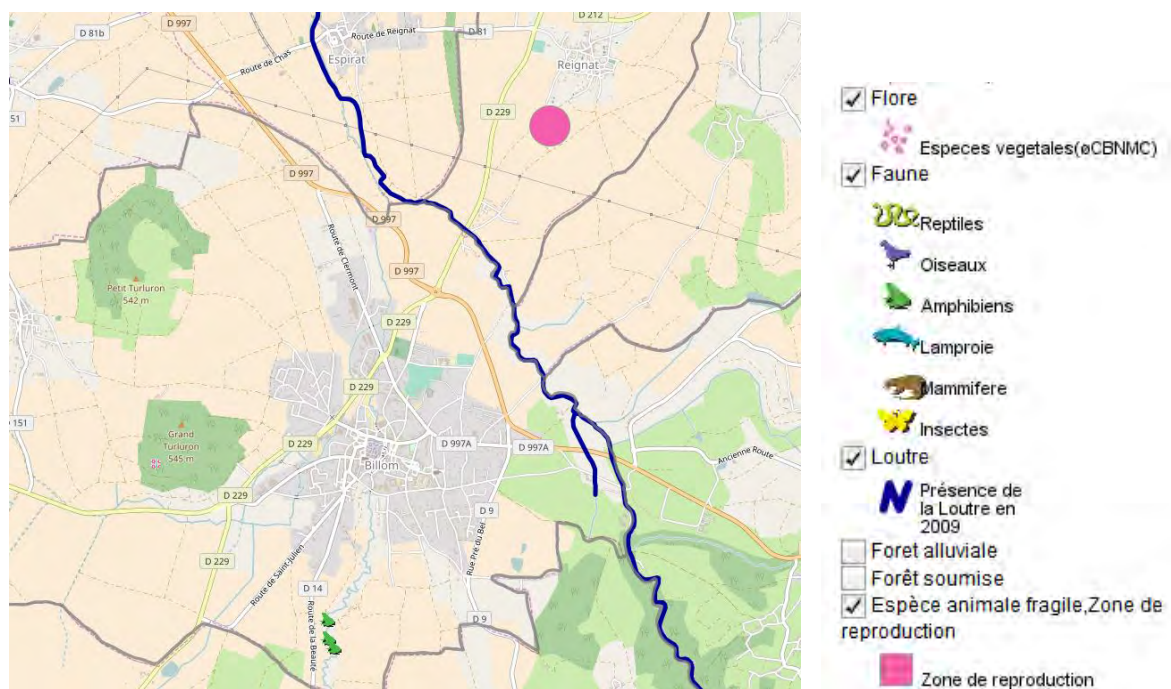 D 81b
D 997
D 212
Route de Reignat
D 81
Route de Chas
Espirat
Reignat
151
D 229
D 997
D 997
Route de Clermont
D 997
Petit Turluron
542 m
D 229
D 229
151
Grand
Turluron
545 m
D 229
D 997A
D 997A
Billom
Ancienne Route
D 229
D 9
Rue Pré du Bel
D 229
Route de Saint-Julien
D 14
Route de la Beauté
D 9
Flore
Especes vegetales(øCBNMC)
Faune
Reptiles
Oiseaux
Amphibiens
Lamproie
Mammifere
Insectes
Loutre
Présence de
la Loutre en
2009
Foret alluviale
Forêt soumise
Espèce animale fragile,Zone de
reproduction
Zone de reproduction